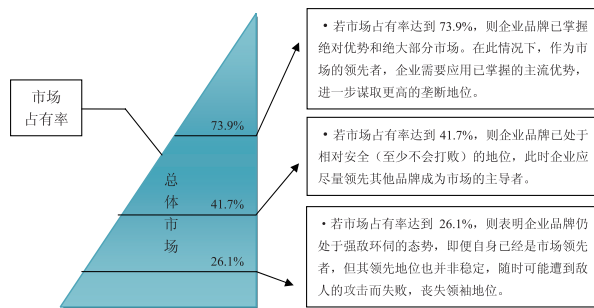 市场
占有率
73.9%
总
体
41.7%
市
场
26.1%
•若市场占有率达到 73.9%，则企业品牌已掌握
绝对优势和绝大部分市场。在此情况下，作为市
场的领先者，企业需要应用已掌握的主流优势，
进一步谋取更高的垄断地位。
•若市场占有率达到 41.7%，则企业品牌已处于
相对安全（至少不会打败）的地位，此时企业应
尽量领先其他品牌成为市场的主导者。
•若市场占有率达到 26.1%，则表明企业品牌仍
处于强敌环伺的态势，即便自身已经是市场领先
者，但其领先地位也并非稳定，随时可能遭到敌
人的攻击而失败，丧失领袖地位。